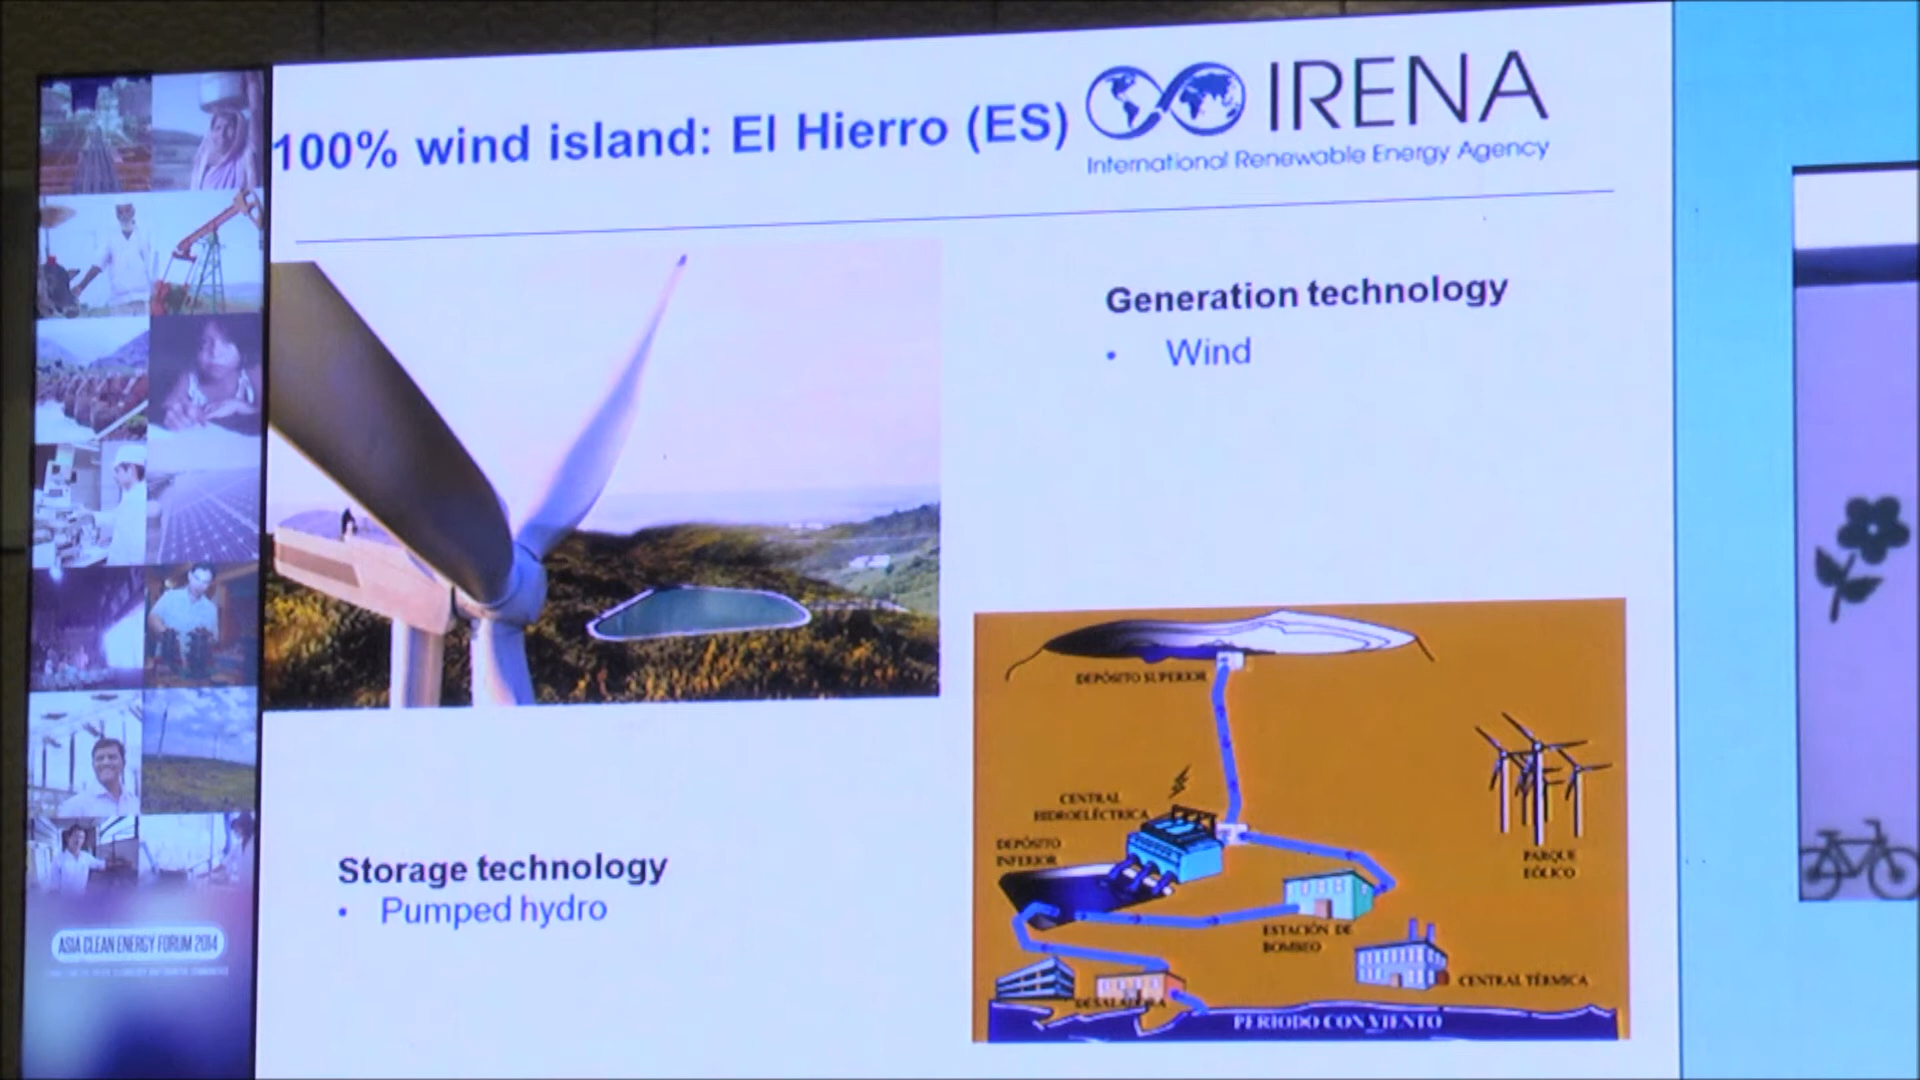 100% wind island: El Hierro (ES)
IRENA
International Renewable Energy Agency
Generation technology
• Wind
Storage technology
• Pumped hydro
DEPÓSITO SUPERIOR
CENTRAL
HIDROELÉCTRICA
DEPÓSITO
INFERIOR
PARQUE
EÓLICO
ESTACIÓN DE
BOMBEO
CENTRAL TÉRMICA
DESALADORA
PERIODO CON VIENTO
ASIA CLEAN ENERGY FORUM 2014